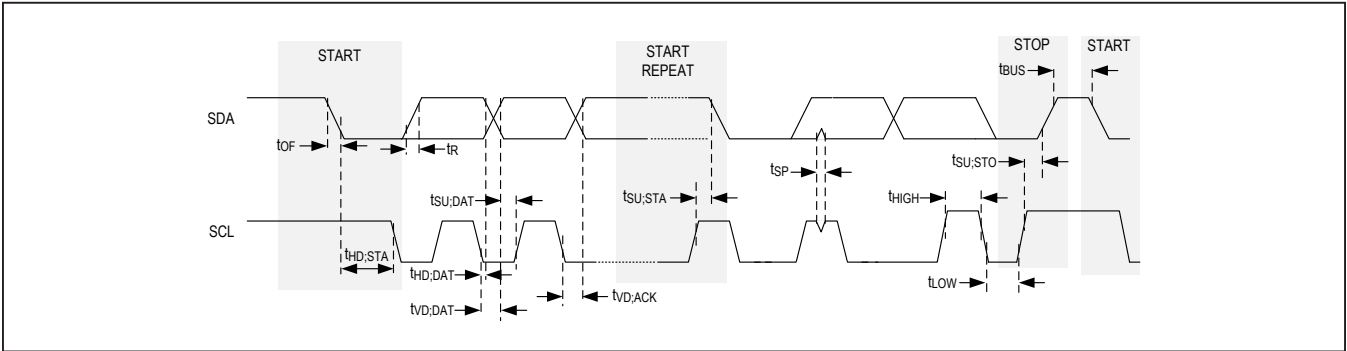 START
START
REPEAT
STOP
START
tBUS
SDA
tOF
tR
tSP
tSU;STO
tSU;DAT
tSU;STA
tHIGH
SCL
tHD;STA
tHD;DAT
tLOW
tVD;ACK
tVD;DAT